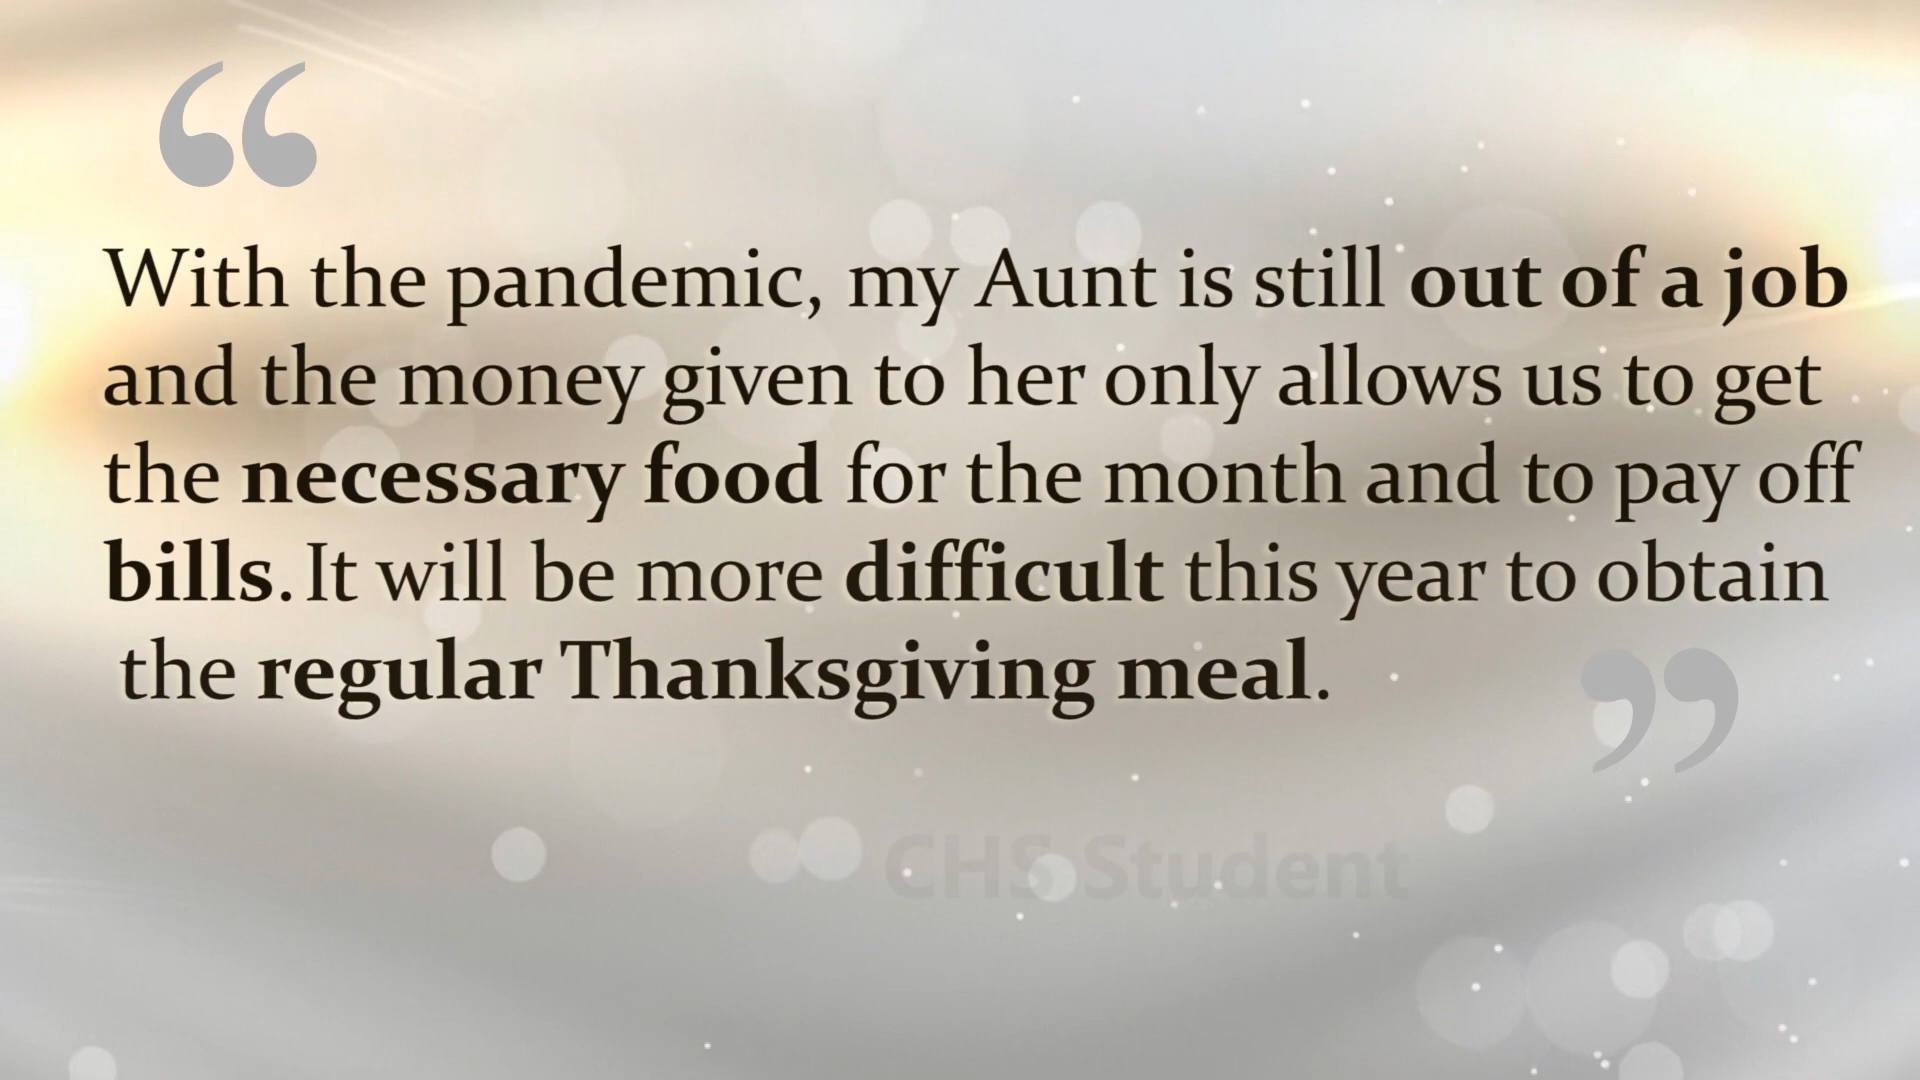 “
With the pandemic, my Aunt is still out of a job
and the money given to her only allows us to get
the necessary food for the month and to pay off
bills. It will be more difficult this year to obtain
the regular Thanksgiving meal.
”
CHS Student